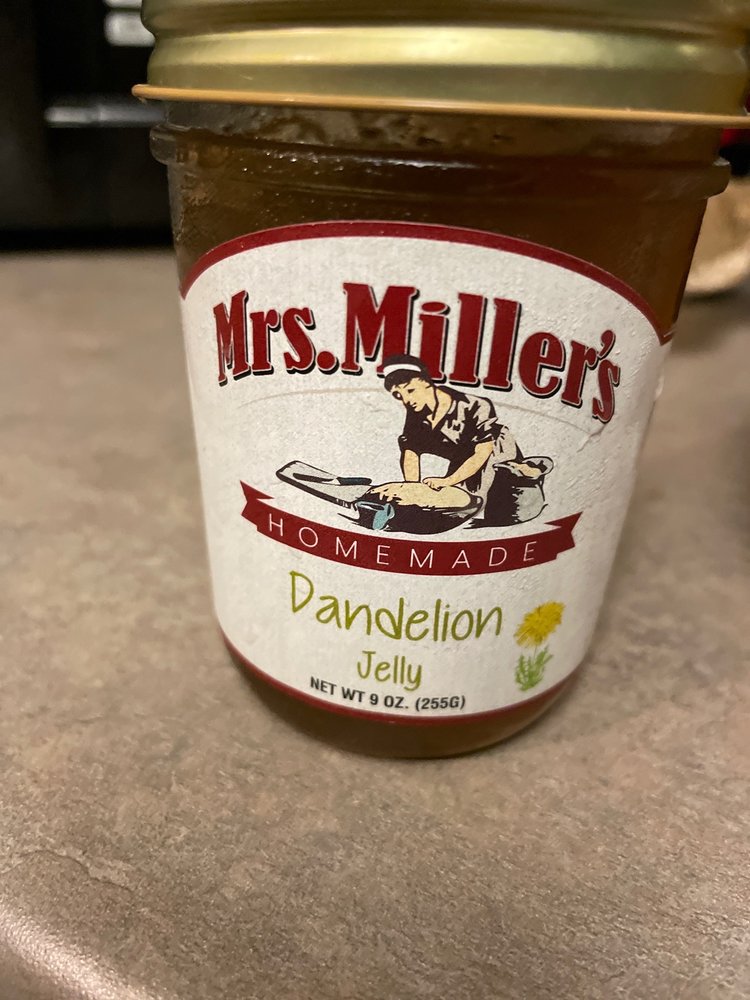 Mrs. Miller's
HOMEMADE
Dandelion
Jelly
NET WT 9 OZ. (255G)